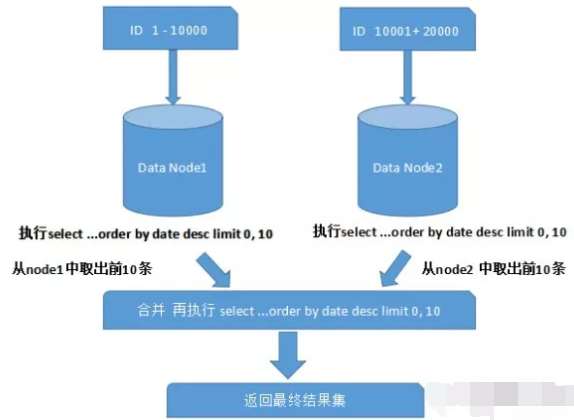 ID 1 - 10000
ID 10001+ 20000
Data Node1
Data Node2
执行select ...order by date desc limit 0, 10
执行select ...order by date desc limit 0, 10
从node1中取出前10条
从node2 中取出前10条
合并 再执行 select ...order by date desc limit 0, 10
返回最终结果集